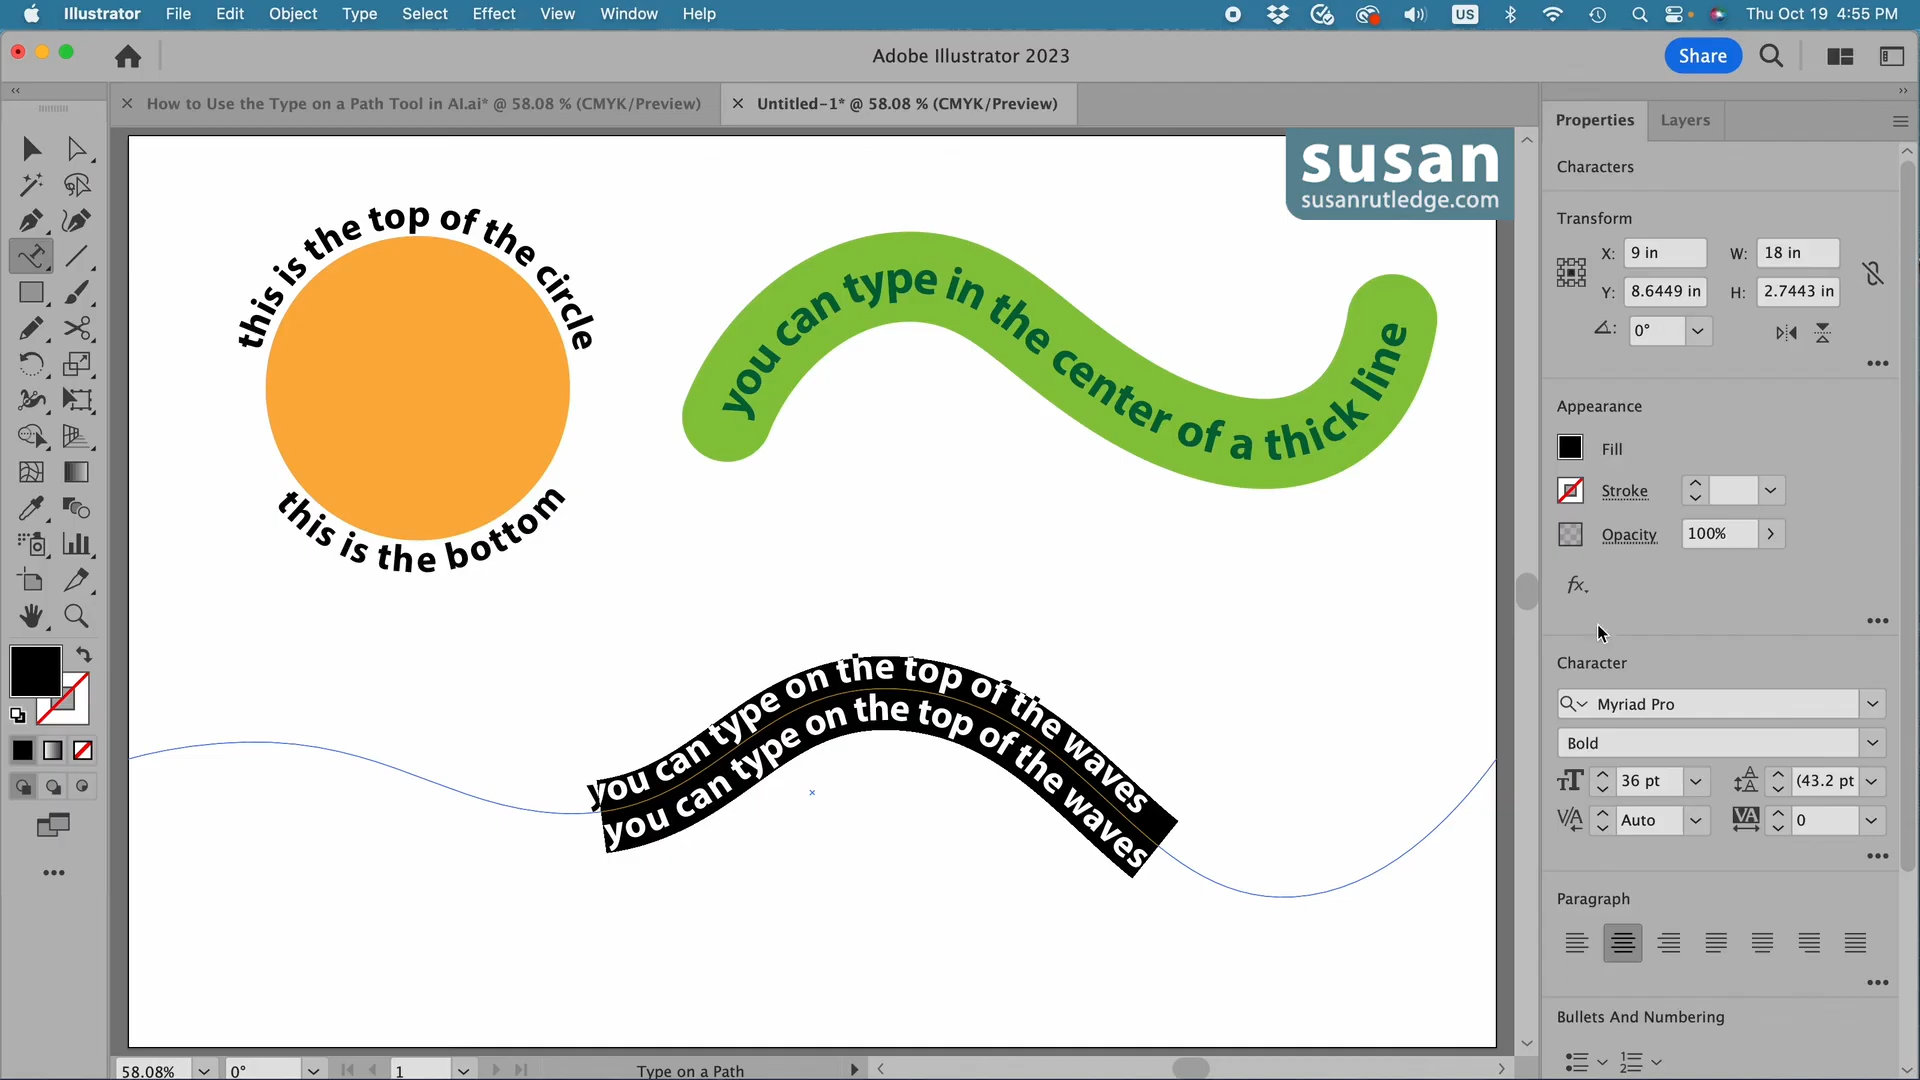 Illustrator File Edit Object Type Select Effect View Window Help US Thu Oct 19 4:55 PM
Adobe Illustrator 2023 Share
How to Use the Type on a Path Tool in AI.ai* @ 58.08 % (CMYK/Preview) Untitled-1* @ 58.08 % (CMYK/Preview)
Properties Layers
susan
susanrutledge.com
this is the top of the circle
this is the bottom
you can type in the center of a thick line
you can type on the top of the waves
you can type on the top of the waves
Characters
Transform
X: 9 in W: 18 in
Y: 8.6449 in H: 2.7443 in
0°
Appearance
Fill
Stroke
Opacity 100%
fx
Character
Myriad Pro
Bold
36 pt (43.2 pt
Auto 0
Paragraph
Bullets And Numbering
58.08% 0° 1 Type on a Path